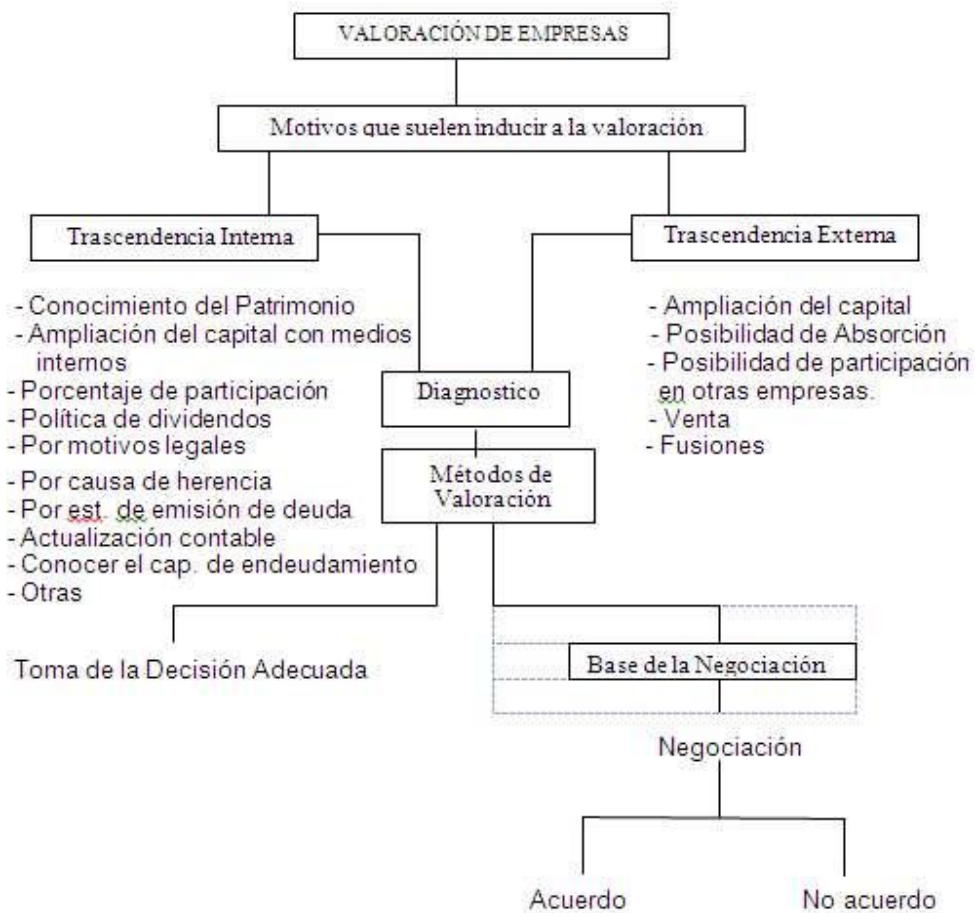 VALORACIÓN DE EMPRESAS
Motivos que suelen inducir a la valoración
Trascendencia Interna
Trascendencia Externa
- Conocimiento del Patrimonio
- Ampliación del capital con medios
internos
- Porcentaje de participación
- Política de dividendos
- Por motivos legales
- Por causa de herencia
- Por est. de emisión de deuda
- Actualización contable
- Conocer el cap. de endeudamiento
- Otras
- Ampliación del capital
- Posibilidad de Absorción
- Posibilidad de participación
en otras empresas.
- Venta
- Fusiones
Diagnostico
Métodos de
Valoración
Toma de la Decisión Adecuada
Base de la Negociación
Negociación
Acuerdo
No acuerdo